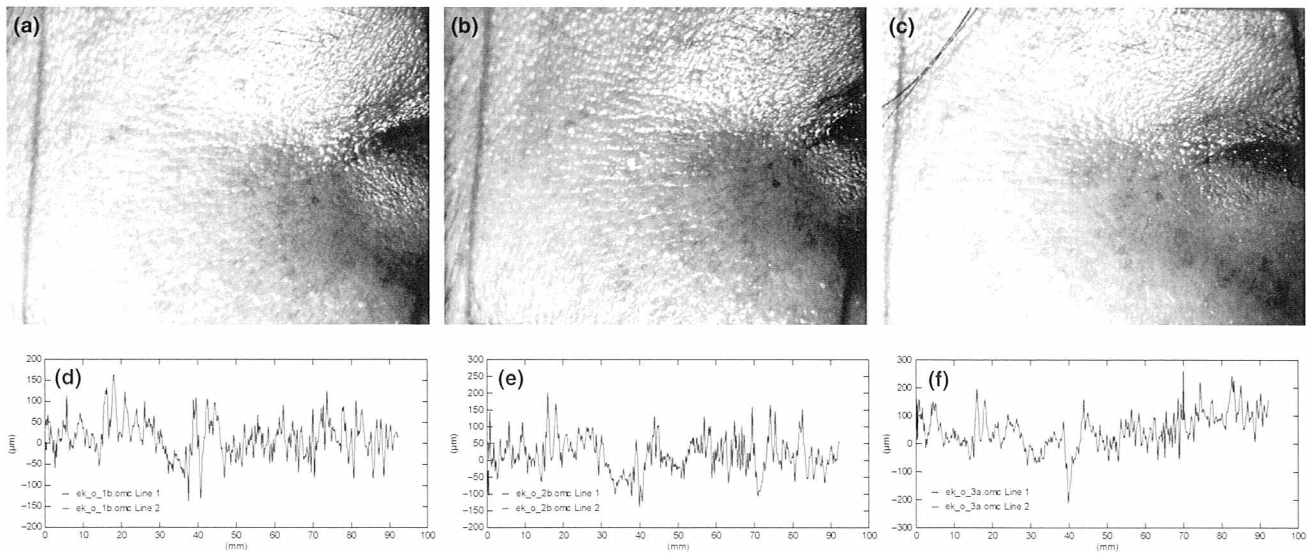 (a)
(b)
(c)
(d)
200
150
100
50
0
−50
−100
−150
−200
(µm)
ek_o_1b.omc Line 1
ek_o_1b.omc Line 2
0 10 20 30 40 50 60 70 80 90 100
(mm)
(e)
300
250
200
150
100
50
0
−50
−100
−150
−200
(µm)
ek_o_2b.omc Line 1
ek_o_2b.omc Line 2
0 10 20 30 40 50 60 70 80 90 100
(mm)
(f)
300
200
100
0
−100
−200
−300
(µm)
ek_o_3a.omc Line 1
ek_o_3a.omc Line 2
0 10 20 30 40 50 60 70 80 90 100
(mm)